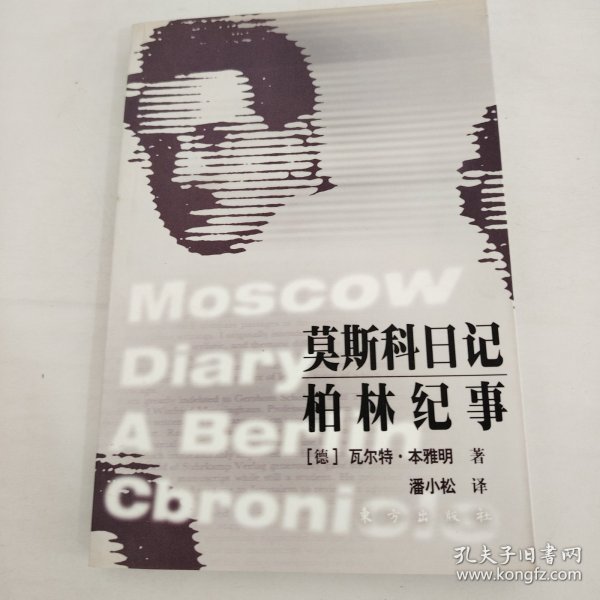 Moscow
Diary
莫斯科日记
A Berlin
柏林纪事
[德] 瓦尔特·本雅明 著
潘小松 译
Chronicle
东方出版社
孔夫子旧书网
www.kongfz.com